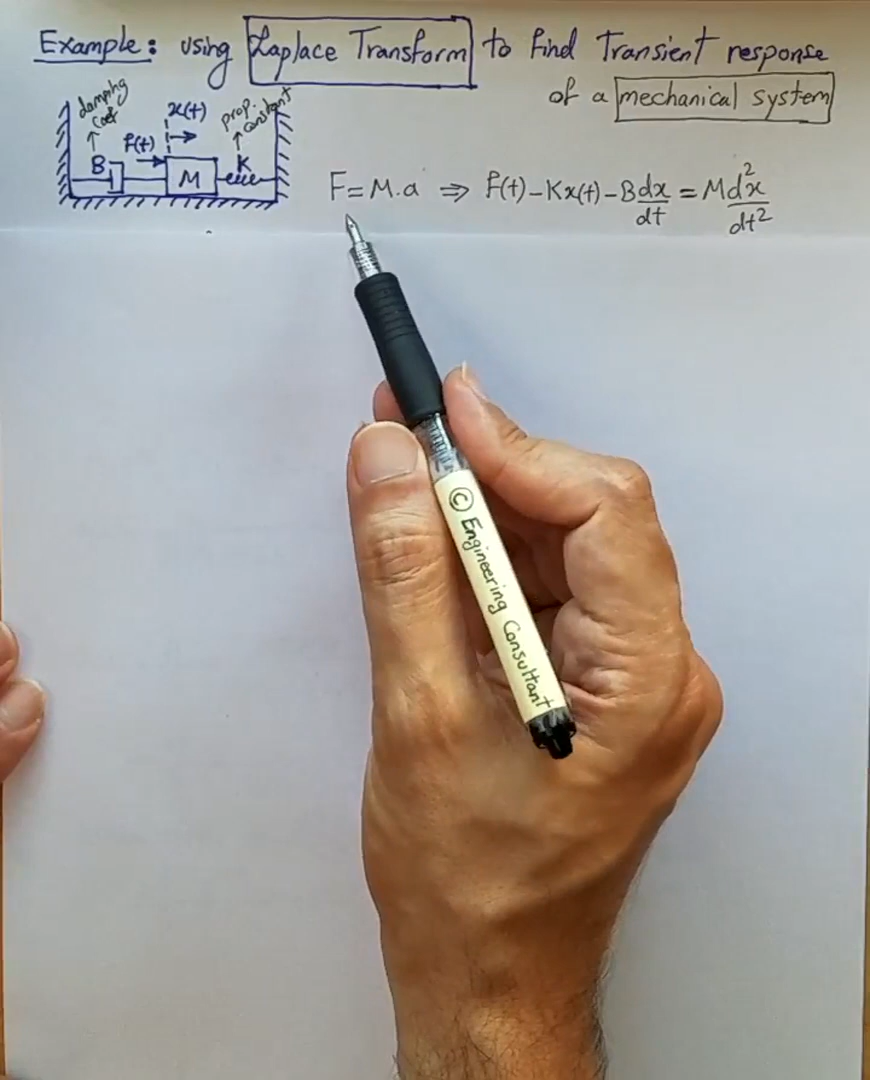 Example: using Laplace Transform to find Transient response
of a mechanical system
damping
Coef
x(t)
prop.
constant
f(t)
B
M
K
F = M.a ⇒ f(t) - Kx(t) - B dx/dt = M d²x/dt²
© Engineering Consultant